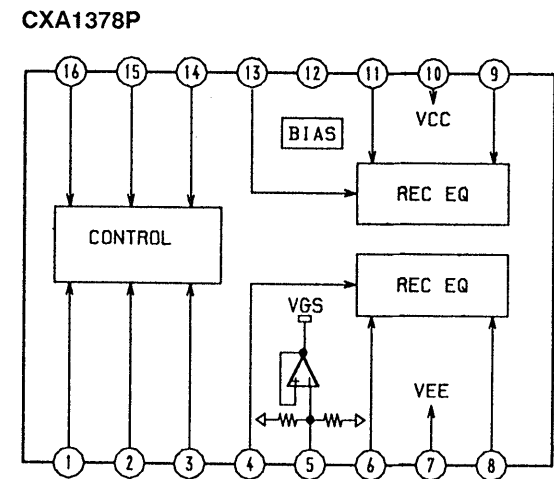 CXA1378P
16 15 14 13 12 11 10 9
VCC
BIAS
REC EQ
CONTROL
REC EQ
VGS
VEE
1 2 3 4 5 6 7 8